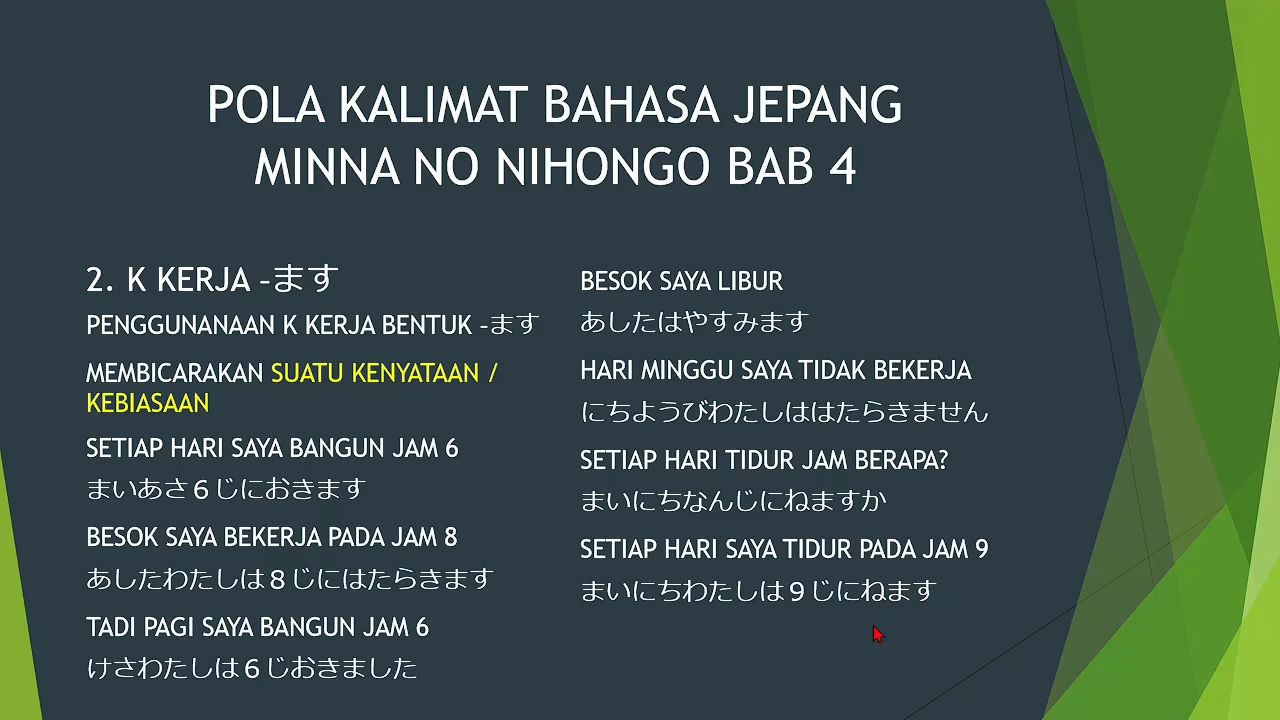 POLA KALIMAT BAHASA JEPANG
MINNA NO NIHONGO BAB 4
2. K KERJA -ます
PENGGUNANAAN K KERJA BENTUK -ます
MEMBICARAKAN SUATU KENYATAAN /
KEBIASAAN
SETIAP HARI SAYA BANGUN JAM 6
まいあさ６じにおきます
BESOK SAYA BEKERJA PADA JAM 8
あしたわたしは８じにはたらきます
TADI PAGI SAYA BANGUN JAM 6
けさわたしは６じおきました
BESOK SAYA LIBUR
あしたはやすみます
HARI MINGGU SAYA TIDAK BEKERJA
にちようびわたしははたらきません
SETIAP HARI TIDUR JAM BERAPA?
まいにちなんじにねますか
SETIAP HARI SAYA TIDUR PADA JAM 9
まいにちわたしは９じにねます